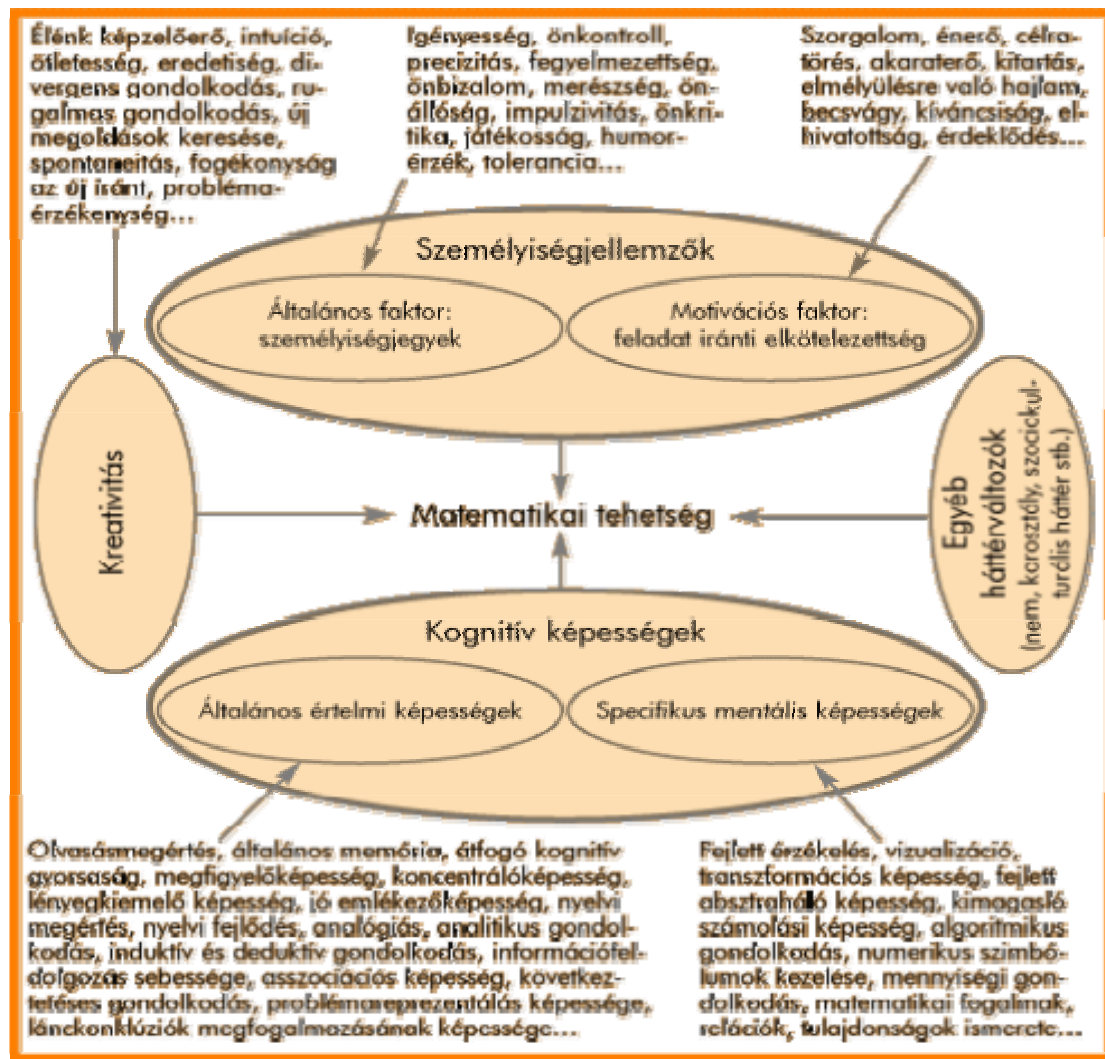 Élénk képzelőerő, intuíció,
ötletesség, eredetiség, di-
vergens gondolkodás, ru-
galmas gondolkodás, új
megoldások keresése,
spontaneitás, fogékonyság
az új iránt, probléma-
érzékenység...
Igényesség, önkontroll,
precizitás, fegyelmezettség,
önbizalom, merészség, ön-
állóság, impulzivitás, önkri-
tika, játékosság, humor-
érzék, tolerancia...
Szorgalom, énerő, célra-
törés, akaraterő, kitartás,
elmélyülésre való hajlam,
becsvágy, kíváncsiság, el-
hivatottság, érdeklődés...
Személyiségjellemzők
Általános faktor:
személyiségjegyek
Motivációs faktor:
feladat iránti elkötelezettség
Kreativitás
Matematikai tehetség
Egyéb
háttérváltozók
(nem, korosztály, szociokul-
turális háttér stb.)
Kognitív képességek
Általános értelmi képességek
Specifikus mentális képességek
Olvasásmegértés, általános memória, átfogó kognitív
gyorsaság, megfigyelőképesség, koncentrálóképesség,
lényegkiemelő képesség, jó emlékezőképesség, nyelvi
megértés, nyelvi fejlődés, analógiás, analitikus gondol-
kodás, induktív és deduktív gondolkodás, információfel-
dolgozás sebessége, asszociációs képesség, következ-
tetéses gondolkodás, problémareprezentálás képessége,
lánckonklúziók megfogalmazásának képessége...
Fejlett érzékelés, vizualizáció,
transzformációs képesség, fejlett
absztraháló képesség, kimagasló
számolási képesség, algoritmikus
gondolkodás, numerikus szimbó-
lumok kezelése, mennyiségi gon-
dolkodás, matematikai fogalmak,
relációk, tulajdonságok ismerete...